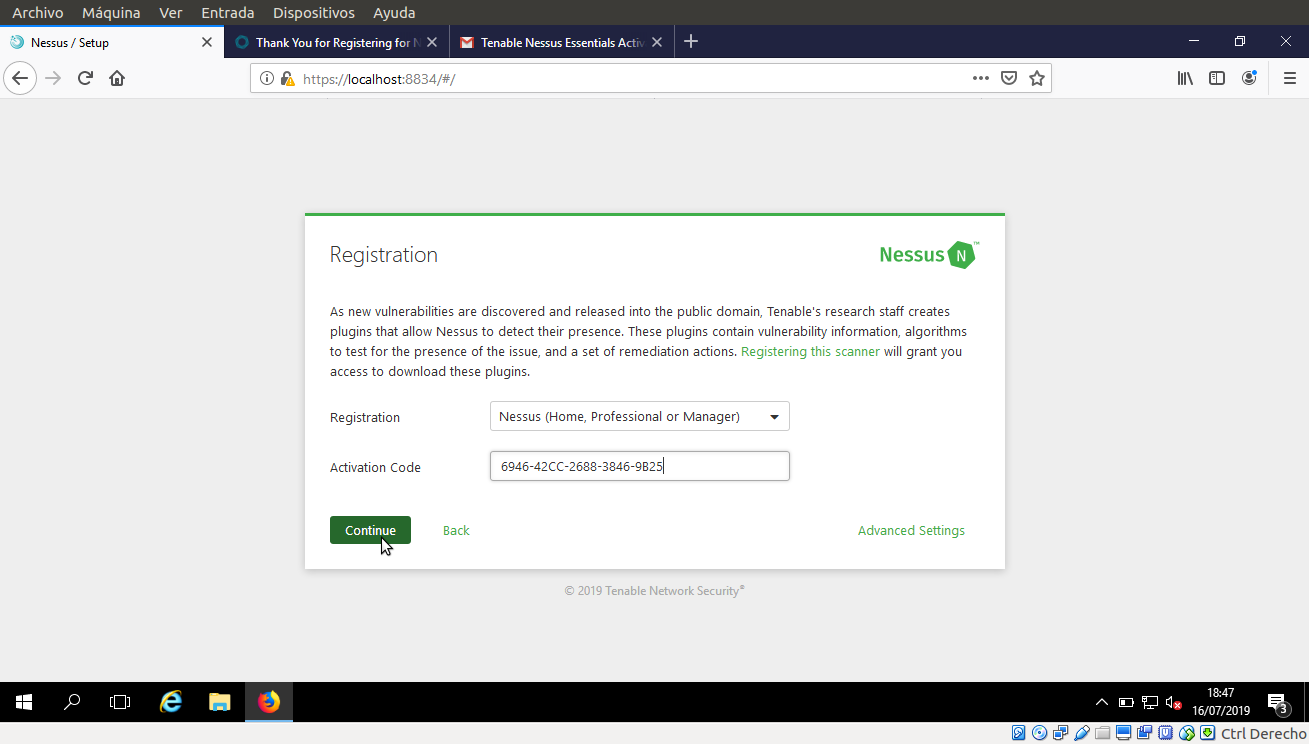 Archivo Máquina Ver Entrada Dispositivos Ayuda
Nessus / Setup
Thank You for Registering for N
Tenable Nessus Essentials Activ
https://localhost:8834/#/
Registration
Nessus N ™
As new vulnerabilities are discovered and released into the public domain, Tenable's research staff creates
plugins that allow Nessus to detect their presence. These plugins contain vulnerability information, algorithms
to test for the presence of the issue, and a set of remediation actions. Registering this scanner will grant you
access to download these plugins.
Registration Nessus (Home, Professional or Manager)
Activation Code 6946-42CC-2688-3846-9B25
Continue Back Advanced Settings
© 2019 Tenable Network Security®
18:47
16/07/2019
3
Ctrl Derecho